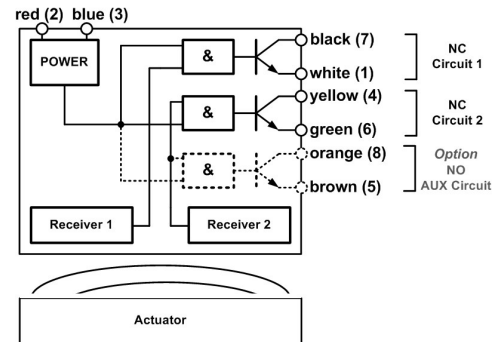 red (2) blue (3)
POWER
&
&
&
black (7)
white (1)
yellow (4)
green (6)
orange (8)
brown (5)
NC
Circuit 1
NC
Circuit 2
Option
NO
AUX Circuit
Receiver 1
Receiver 2
Actuator